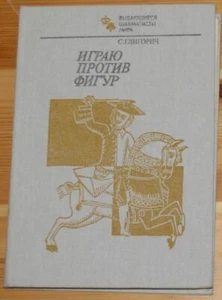 ВЫДАЮЩИЕСЯ
ШАХМАТИСТЫ
МИРА
С. ГЛИГОРИЧ
ИГРАЮ
ПРОТИВ
ФИГУР